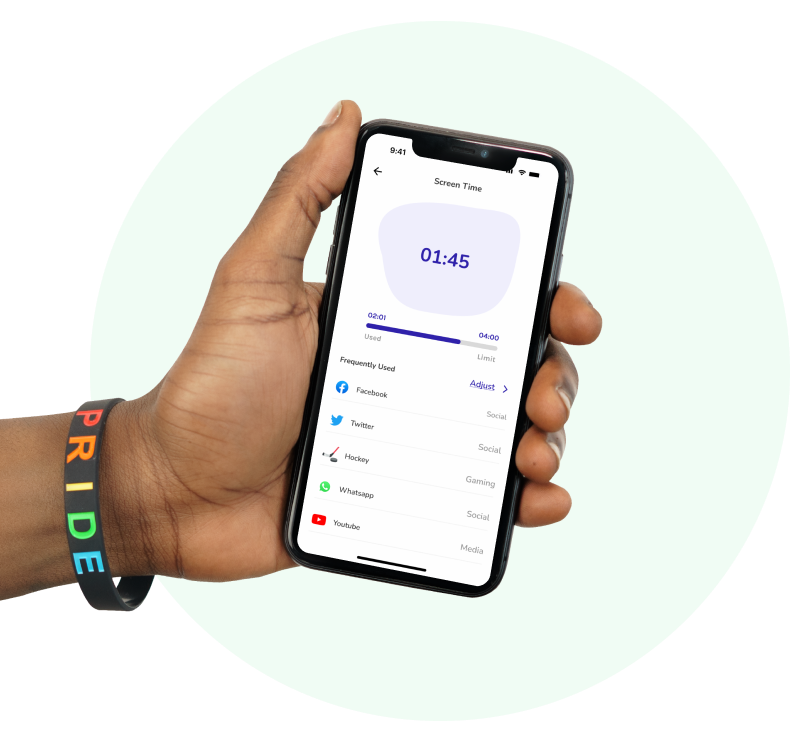 9:41
Screen Time
01:45
02:01
04:00
Used
Limit
Frequently Used
Adjust
Facebook
Social
Twitter
Social
Hockey
Gaming
Whatsapp
Social
Youtube
Media
PRIDE